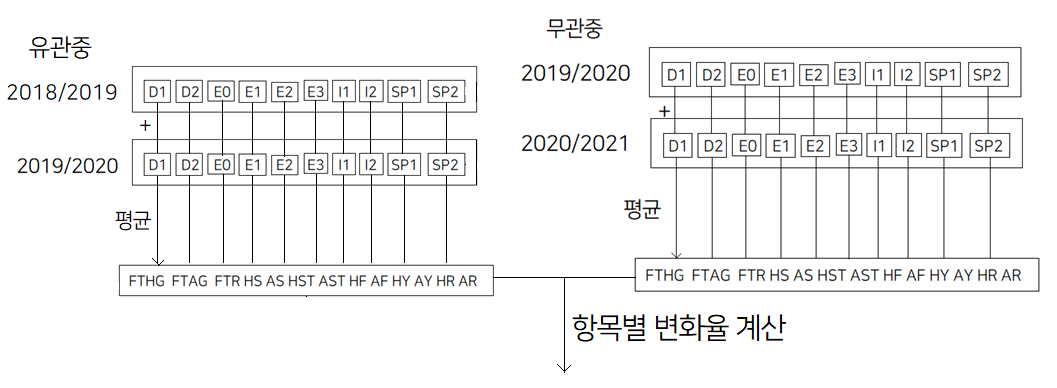 유관중
2018/2019
D1 D2 E0 E1 E2 E3 I1 I2 SP1 SP2
+
2019/2020
D1 D2 E0 E1 E2 E3 I1 I2 SP1 SP2
평균
FTHG FTAG FTR HS AS HST AST HF AF HY AY HR AR
무관중
2019/2020
D1 D2 E0 E1 E2 E3 I1 I2 SP1 SP2
+
2020/2021
D1 D2 E0 E1 E2 E3 I1 I2 SP1 SP2
평균
FTHG FTAG FTR HS AS HST AST HF AF HY AY HR AR
항목별 변화율 계산